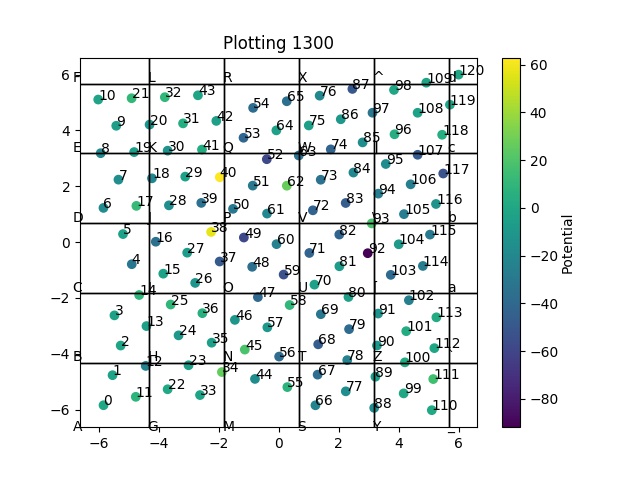 Plotting 1300
F L R X ^ d
10 21 32 43 54 65 76 87 98 109 120
9 20 31 42 53 64 75 86 97 108 119
E K Q W ] c
8 19 30 41 52 63 74 85 96 107 118
7 18 29 40 51 62 73 84 95 106 117
6 17 28 39 50 61 72 83 94 105 116
D J P V \ b
5 16 27 38 49 60 71 82 93 104 115
4 15 26 37 48 59 70 81 92 103 114
C I O U [ a
3 14 25 36 47 58 69 80 91 102 113
2 13 24 35 46 57 68 79 90 101 112
B H N T Z `
1 12 23 34 45 56 67 78 89 100 111
0 11 22 33 44 55 66 77 88 99 110
A G M S Y _
6
4
2
0
−2
−4
−6
−6 −4 −2 0 2 4 6
60
40
20
0
−20
−40
−60
−80
Potential